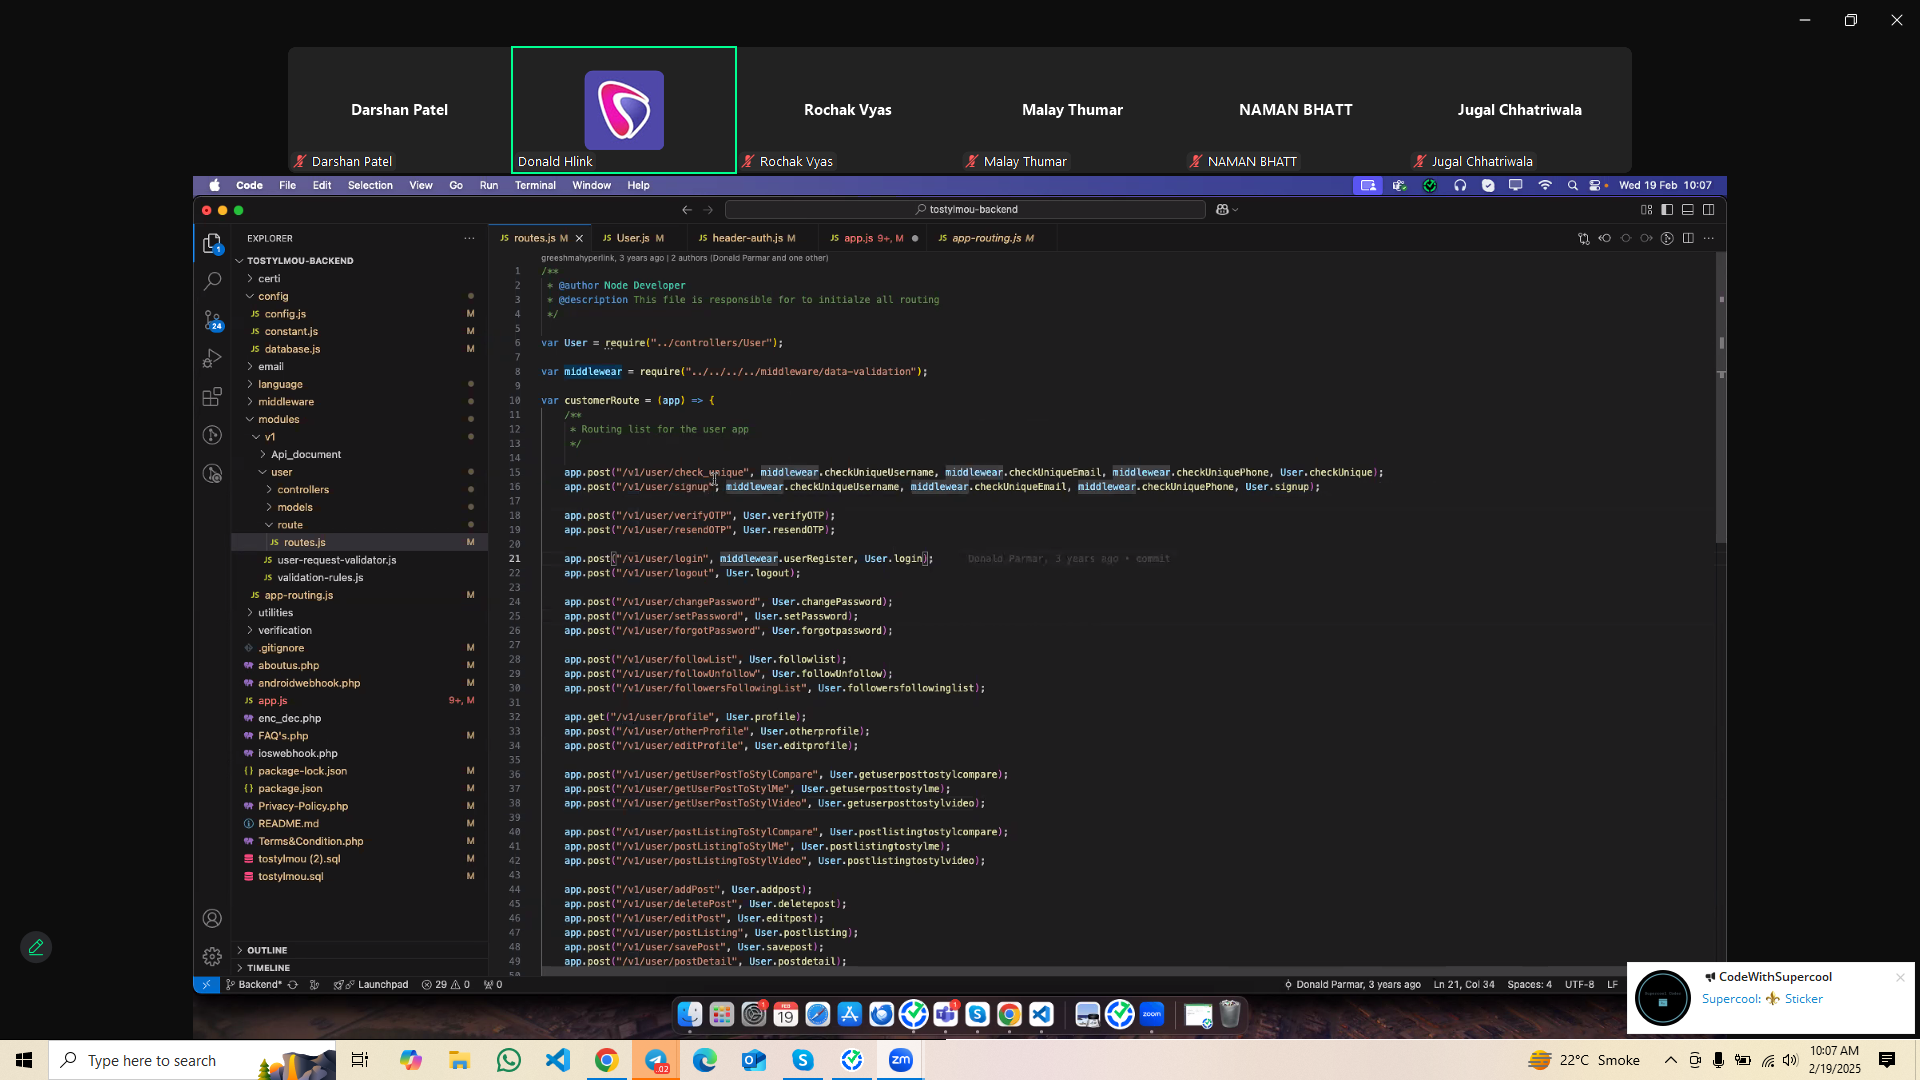 Darshan Patel
Rochak Vyas
Malay Thumar
NAMAN BHATT
Jugal Chhatriwala
Darshan Patel
Donald Hlink
Rochak Vyas
Malay Thumar
NAMAN BHATT
Jugal Chhatriwala
Code File Edit Selection View Go Run Terminal Window Help
Wed 19 Feb 10:07
tostylmou-backend
EXPLORER
TOSTYLMOU-BACKEND
certi
config
JS config.js M
JS constant.js M
JS database.js M
email
language
middleware
modules
v1
Api_document
user
controllers
models
route
JS routes.js M
JS user-request-validator.js
JS validation-rules.js
JS app-routing.js M
utilities
verification
.gitignore M
aboutus.php M
androidwebhook.php M
JS app.js 9+, M
enc_dec.php
FAQ's.php M
ioswebhook.php
{} package-lock.json M
{} package.json M
Privacy-Policy.php M
README.md M
Terms&Condition.php M
tostylmou (2).sql M
tostylmou.sql M
OUTLINE
TIMELINE
JS routes.js M
JS User.js M
JS header-auth.js M
JS app.js 9+, M
JS app-routing.js M
greeshmahyperlink, 3 years ago | 2 authors (Donald Parmar and one other)
1 /**
2 * @author Node Developer
3 * @description This file is responsible for to initialze all routing
4 */
5
6 var User = require("../controllers/User");
7
8 var middlewear = require("../../../../middleware/data-validation");
9
10 var customerRoute = (app) => {
11 /**
12 * Routing list for the user app
13 */
14
15 app.post("/v1/user/check_unique", middlewear.checkUniqueUsername, middlewear.checkUniqueEmail, middlewear.checkUniquePhone, User.checkUnique);
16 app.post("/v1/user/signup", middlewear.checkUniqueUsername, middlewear.checkUniqueEmail, middlewear.checkUniquePhone, User.signup);
17
18 app.post("/v1/user/verifyOTP", User.verifyOTP);
19 app.post("/v1/user/resendOTP", User.resendOTP);
20
21 app.post("/v1/user/login", middlewear.userRegister, User.login); Donald Parmar, 3 years ago • commit
22 app.post("/v1/user/logout", User.logout);
23
24 app.post("/v1/user/changePassword", User.changePassword);
25 app.post("/v1/user/setPassword", User.setPassword);
26 app.post("/v1/user/forgotPassword", User.forgotpassword);
27
28 app.post("/v1/user/followList", User.followlist);
29 app.post("/v1/user/followUnfollow", User.followUnfollow);
30 app.post("/v1/user/followersFollowingList", User.followersfollowinglist);
31
32 app.get("/v1/user/profile", User.profile);
33 app.post("/v1/user/otherProfile", User.otherprofile);
34 app.post("/v1/user/editProfile", User.editprofile);
35
36 app.post("/v1/user/getUserPostToStylCompare", User.getuserposttostylcompare);
37 app.post("/v1/user/getUserPostToStylMe", User.getuserposttostylme);
38 app.post("/v1/user/getUserPostToStylVideo", User.getuserposttostylvideo);
39
40 app.post("/v1/user/postListingToStylCompare", User.postlistingtostylcompare);
41 app.post("/v1/user/postListingToStylMe", User.postlistingtostylme);
42 app.post("/v1/user/postListingToStylVideo", User.postlistingtostylvideo);
43
44 app.post("/v1/user/addPost", User.addpost);
45 app.post("/v1/user/deletePost", User.deletepost);
46 app.post("/v1/user/editPost", User.editpost);
47 app.post("/v1/user/postListing", User.postlisting);
48 app.post("/v1/user/savePost", User.savepost);
49 app.post("/v1/user/postDetail", User.postdetail);
Backend* Launchpad 29 0 0
Donald Parmar, 3 years ago Ln 21, Col 34 Spaces: 4 UTF-8 LF
CodeWithSupercool
Supercool: Sticker
Type here to search
22°C Smoke
10:07 AM
2/19/2025